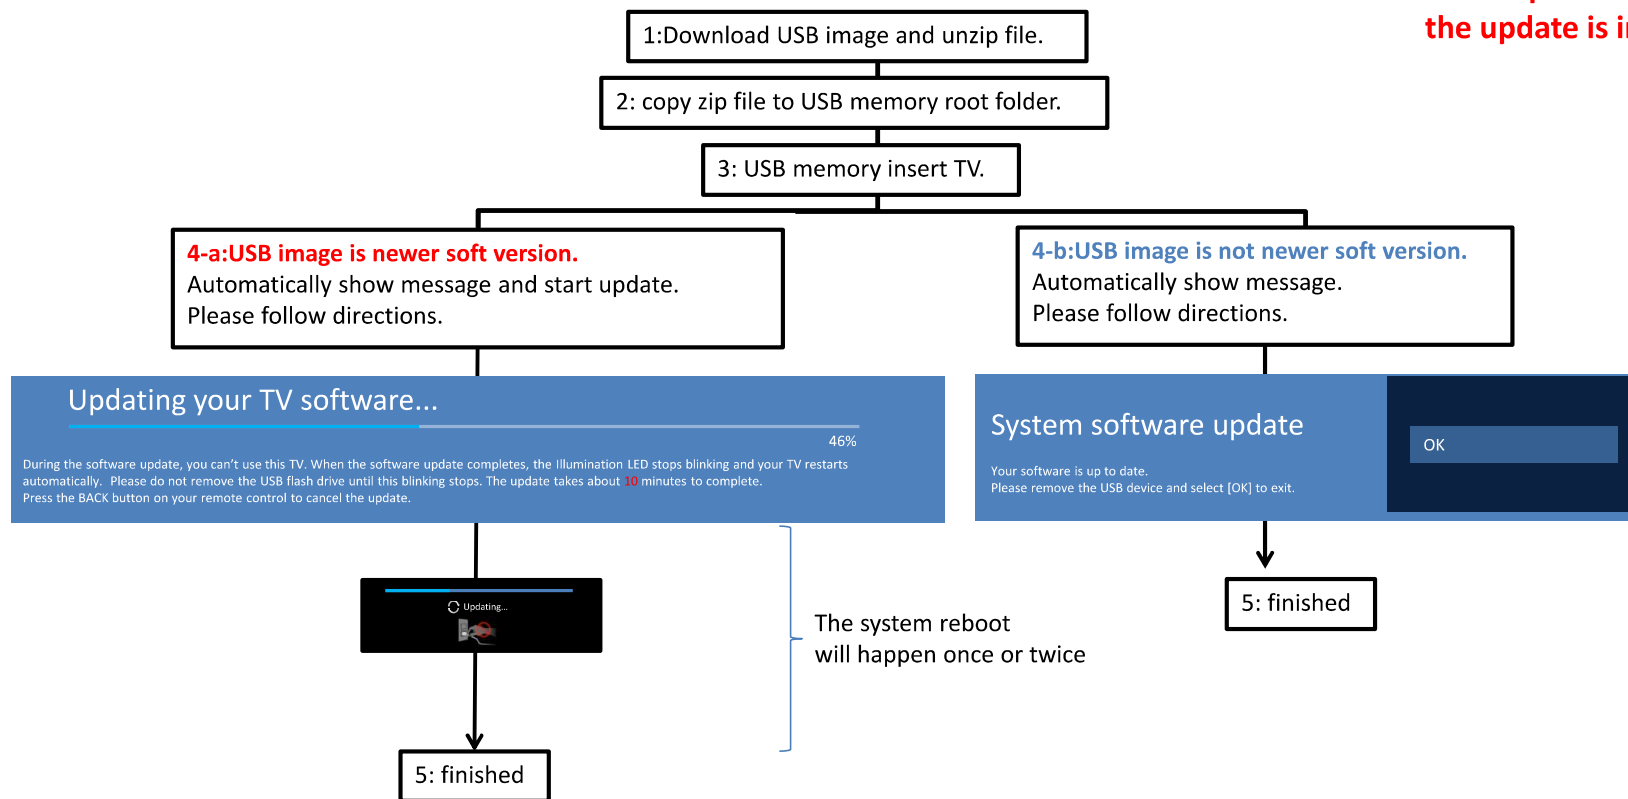 the update is
1:Download USB image and unzip file.
2: copy zip file to USB memory root folder.
3: USB memory insert TV.
4-a:USB image is newer soft version.
Automatically show message and start update.
Please follow directions.
4-b:USB image is not newer soft version.
Automatically show message.
Please follow directions.
Updating your TV software...
46%
During the software update, you can't use this TV. When the software update completes, the Illumination LED stops blinking and your TV restarts
automatically. Please do not remove the USB flash drive until this blinking stops. The update takes about 10 minutes to complete.
Press the BACK button on your remote control to cancel the update.
System software update
Your software is up to date.
Please remove the USB device and select [OK] to exit.
OK
Updating...
The system reboot
will happen once or twice
5: finished
5: finished